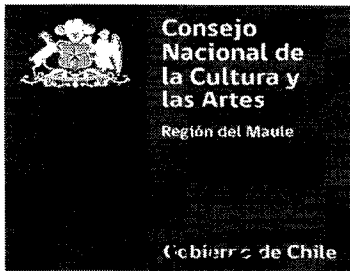 Consejo
Nacional de
la Cultura y
las Artes
Región del Maule
Gobierno de Chile